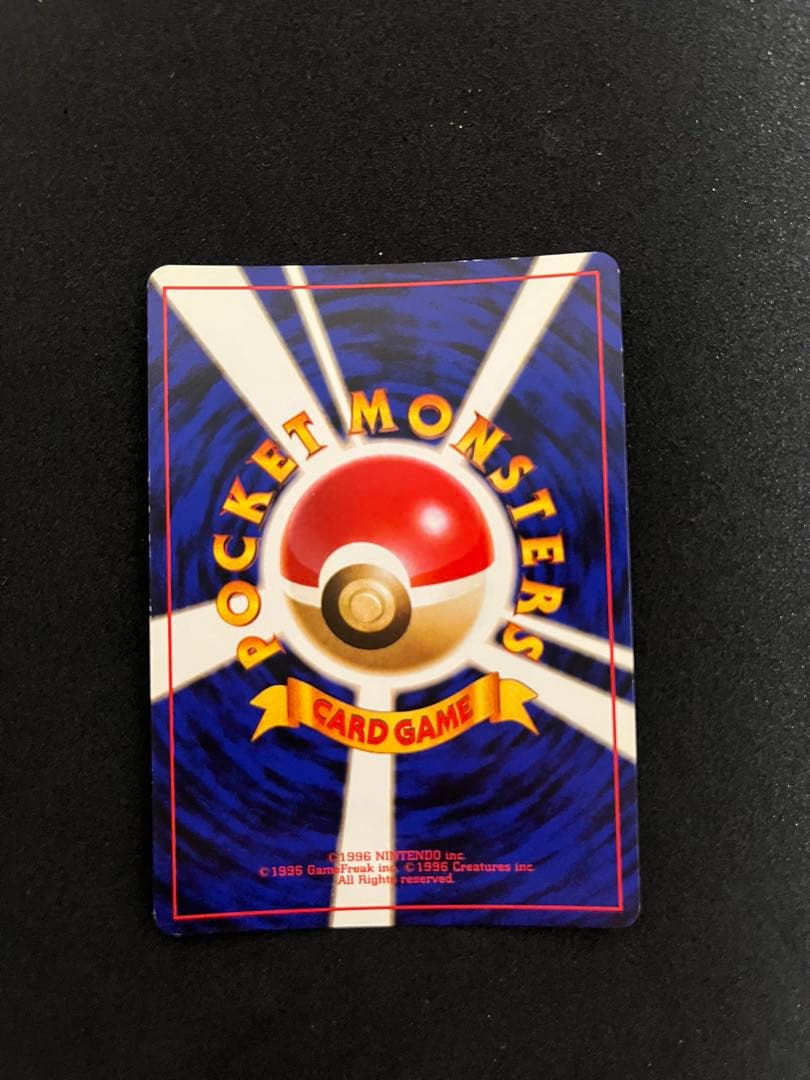 POCKET MONSTERS
CARD GAME
©1996 NINTENDO inc.
©1996 GameFreak inc. ©1996 Creatures inc.
All Rights reserved.